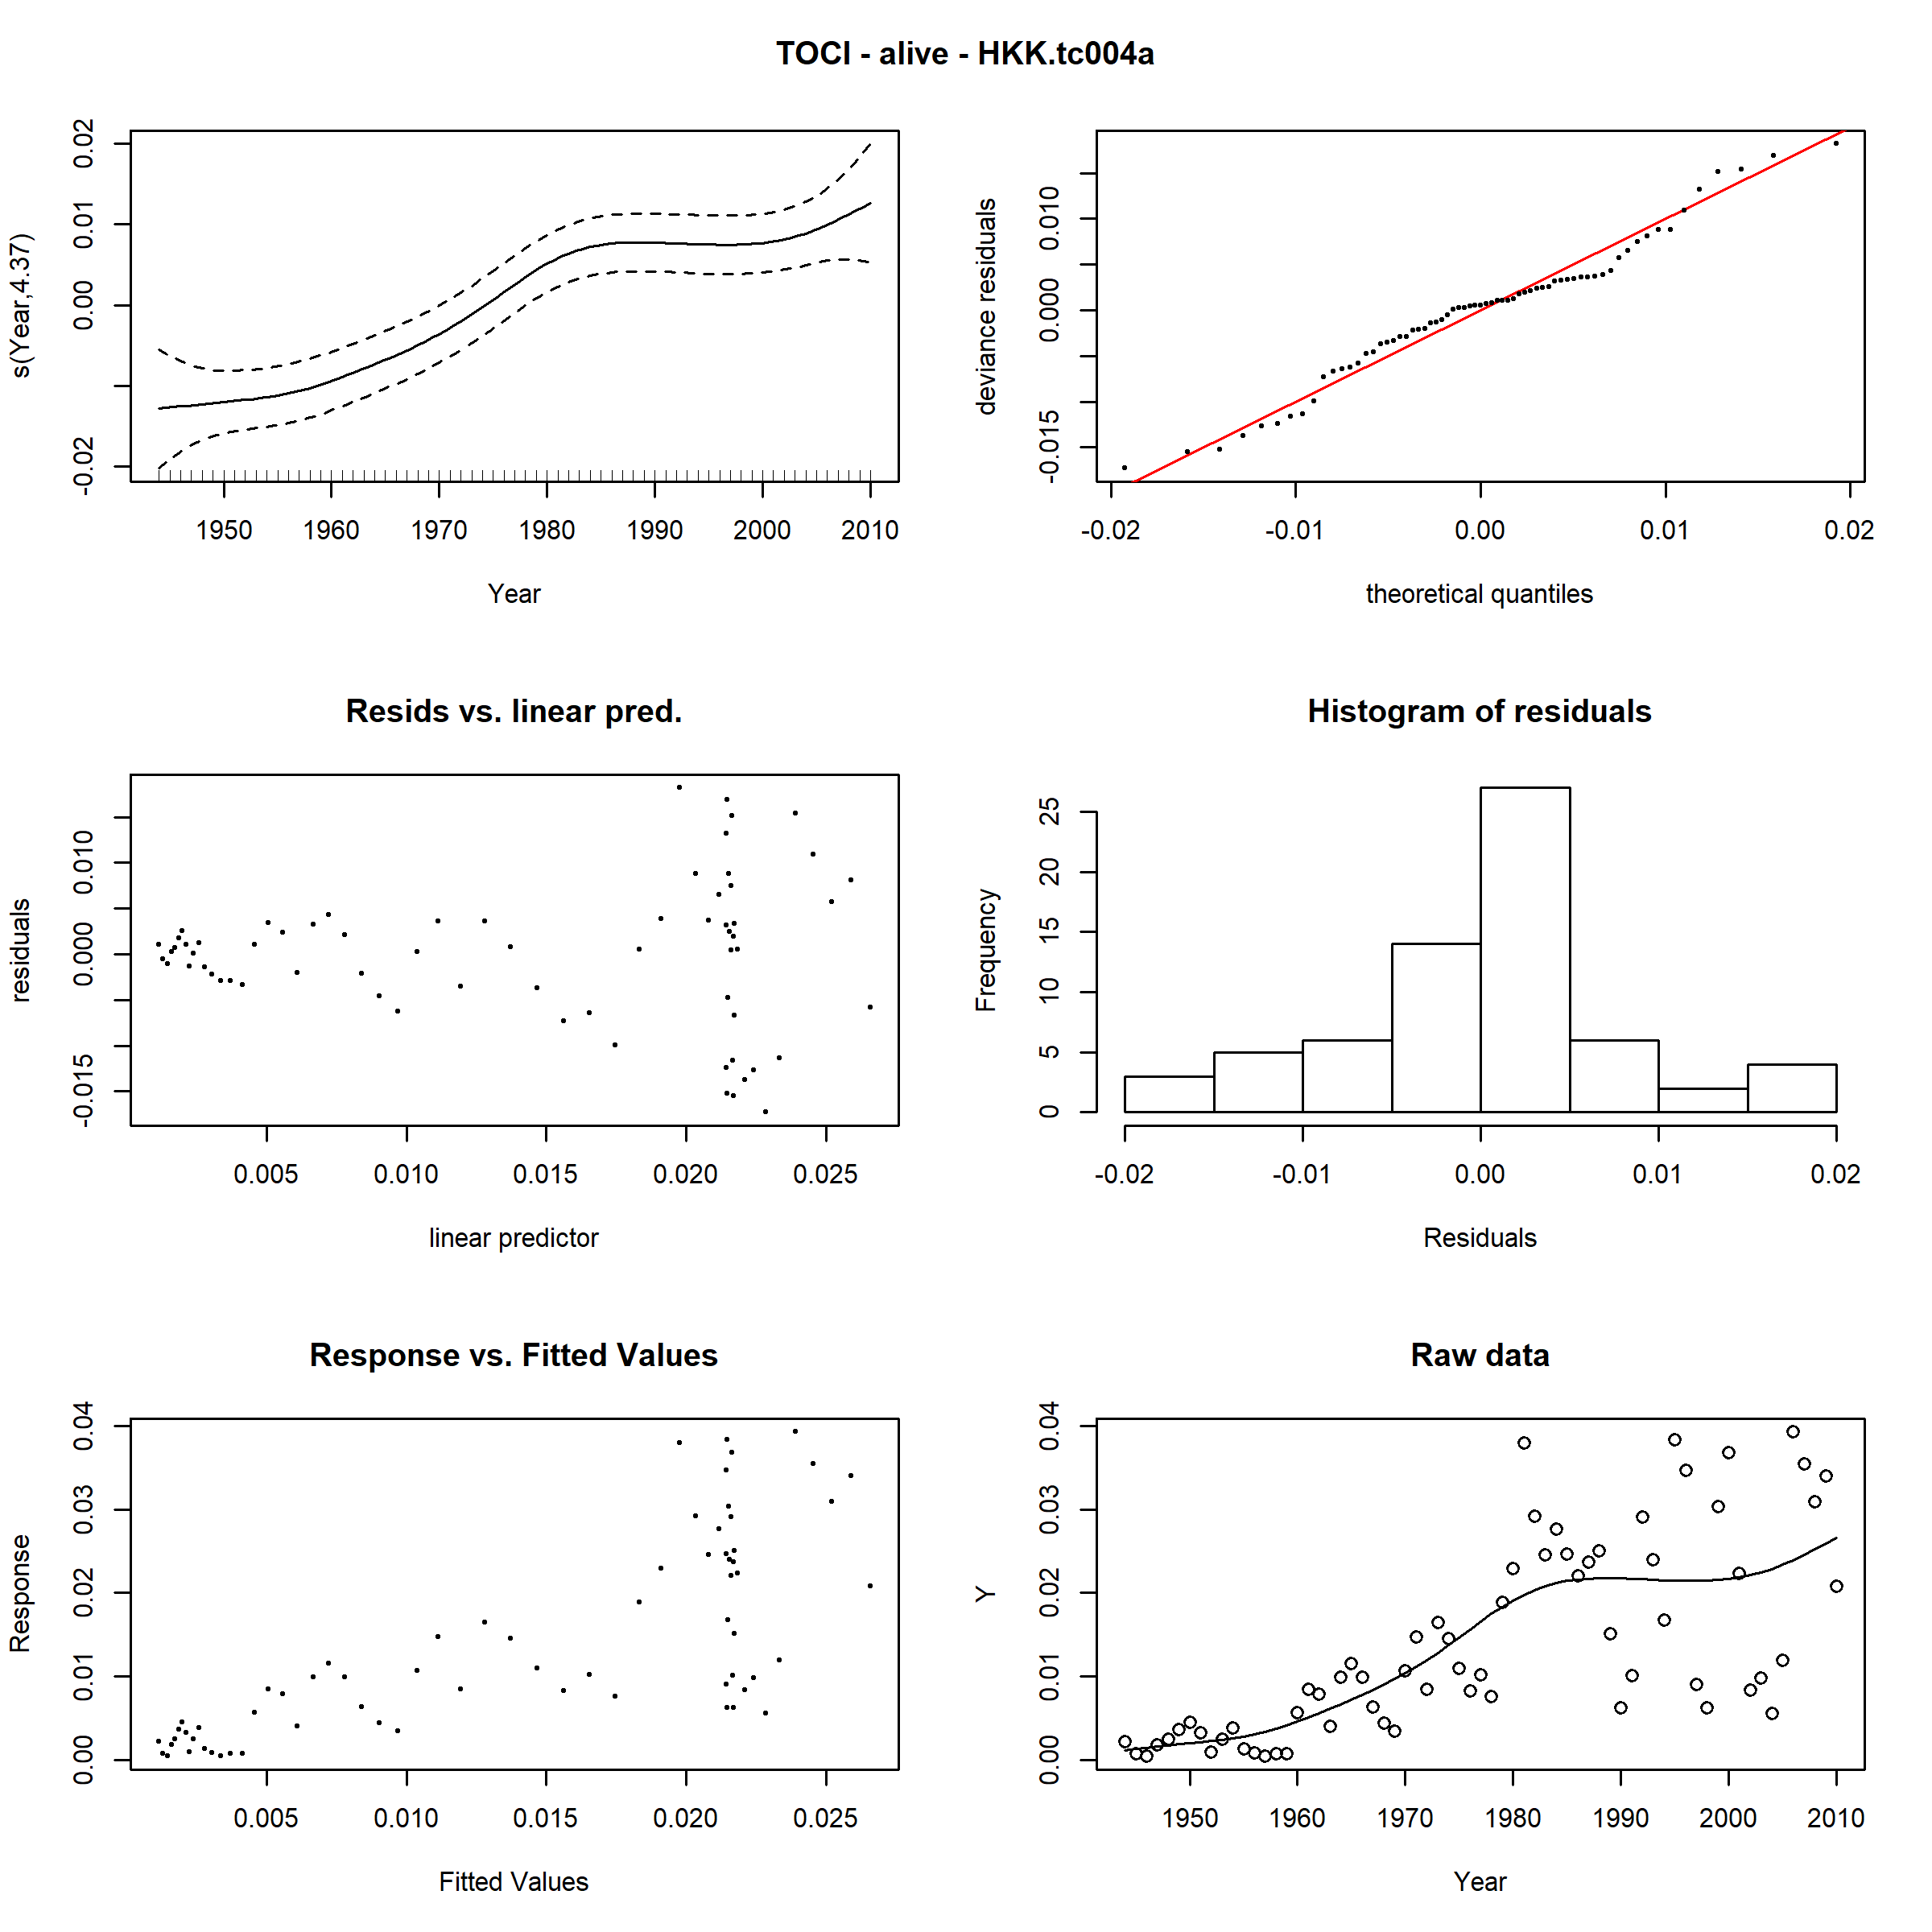 TOCI - alive - HKK.tc004a
s(Year,4.37)
-0.02 0.00 0.01 0.02
1950 1960 1970 1980 1990 2000 2010
Year
deviance residuals
-0.015 0.000 0.010
-0.02 -0.01 0.00 0.01 0.02
theoretical quantiles
Resids vs. linear pred.
residuals
-0.015 0.000 0.010
0.005 0.010 0.015 0.020 0.025
linear predictor
Histogram of residuals
Frequency
0 5 10 15 20 25
-0.02 -0.01 0.00 0.01 0.02
Residuals
Response vs. Fitted Values
Response
0.00 0.01 0.02 0.03 0.04
0.005 0.010 0.015 0.020 0.025
Fitted Values
Raw data
Y
0.00 0.01 0.02 0.03 0.04
1950 1960 1970 1980 1990 2000 2010
Year